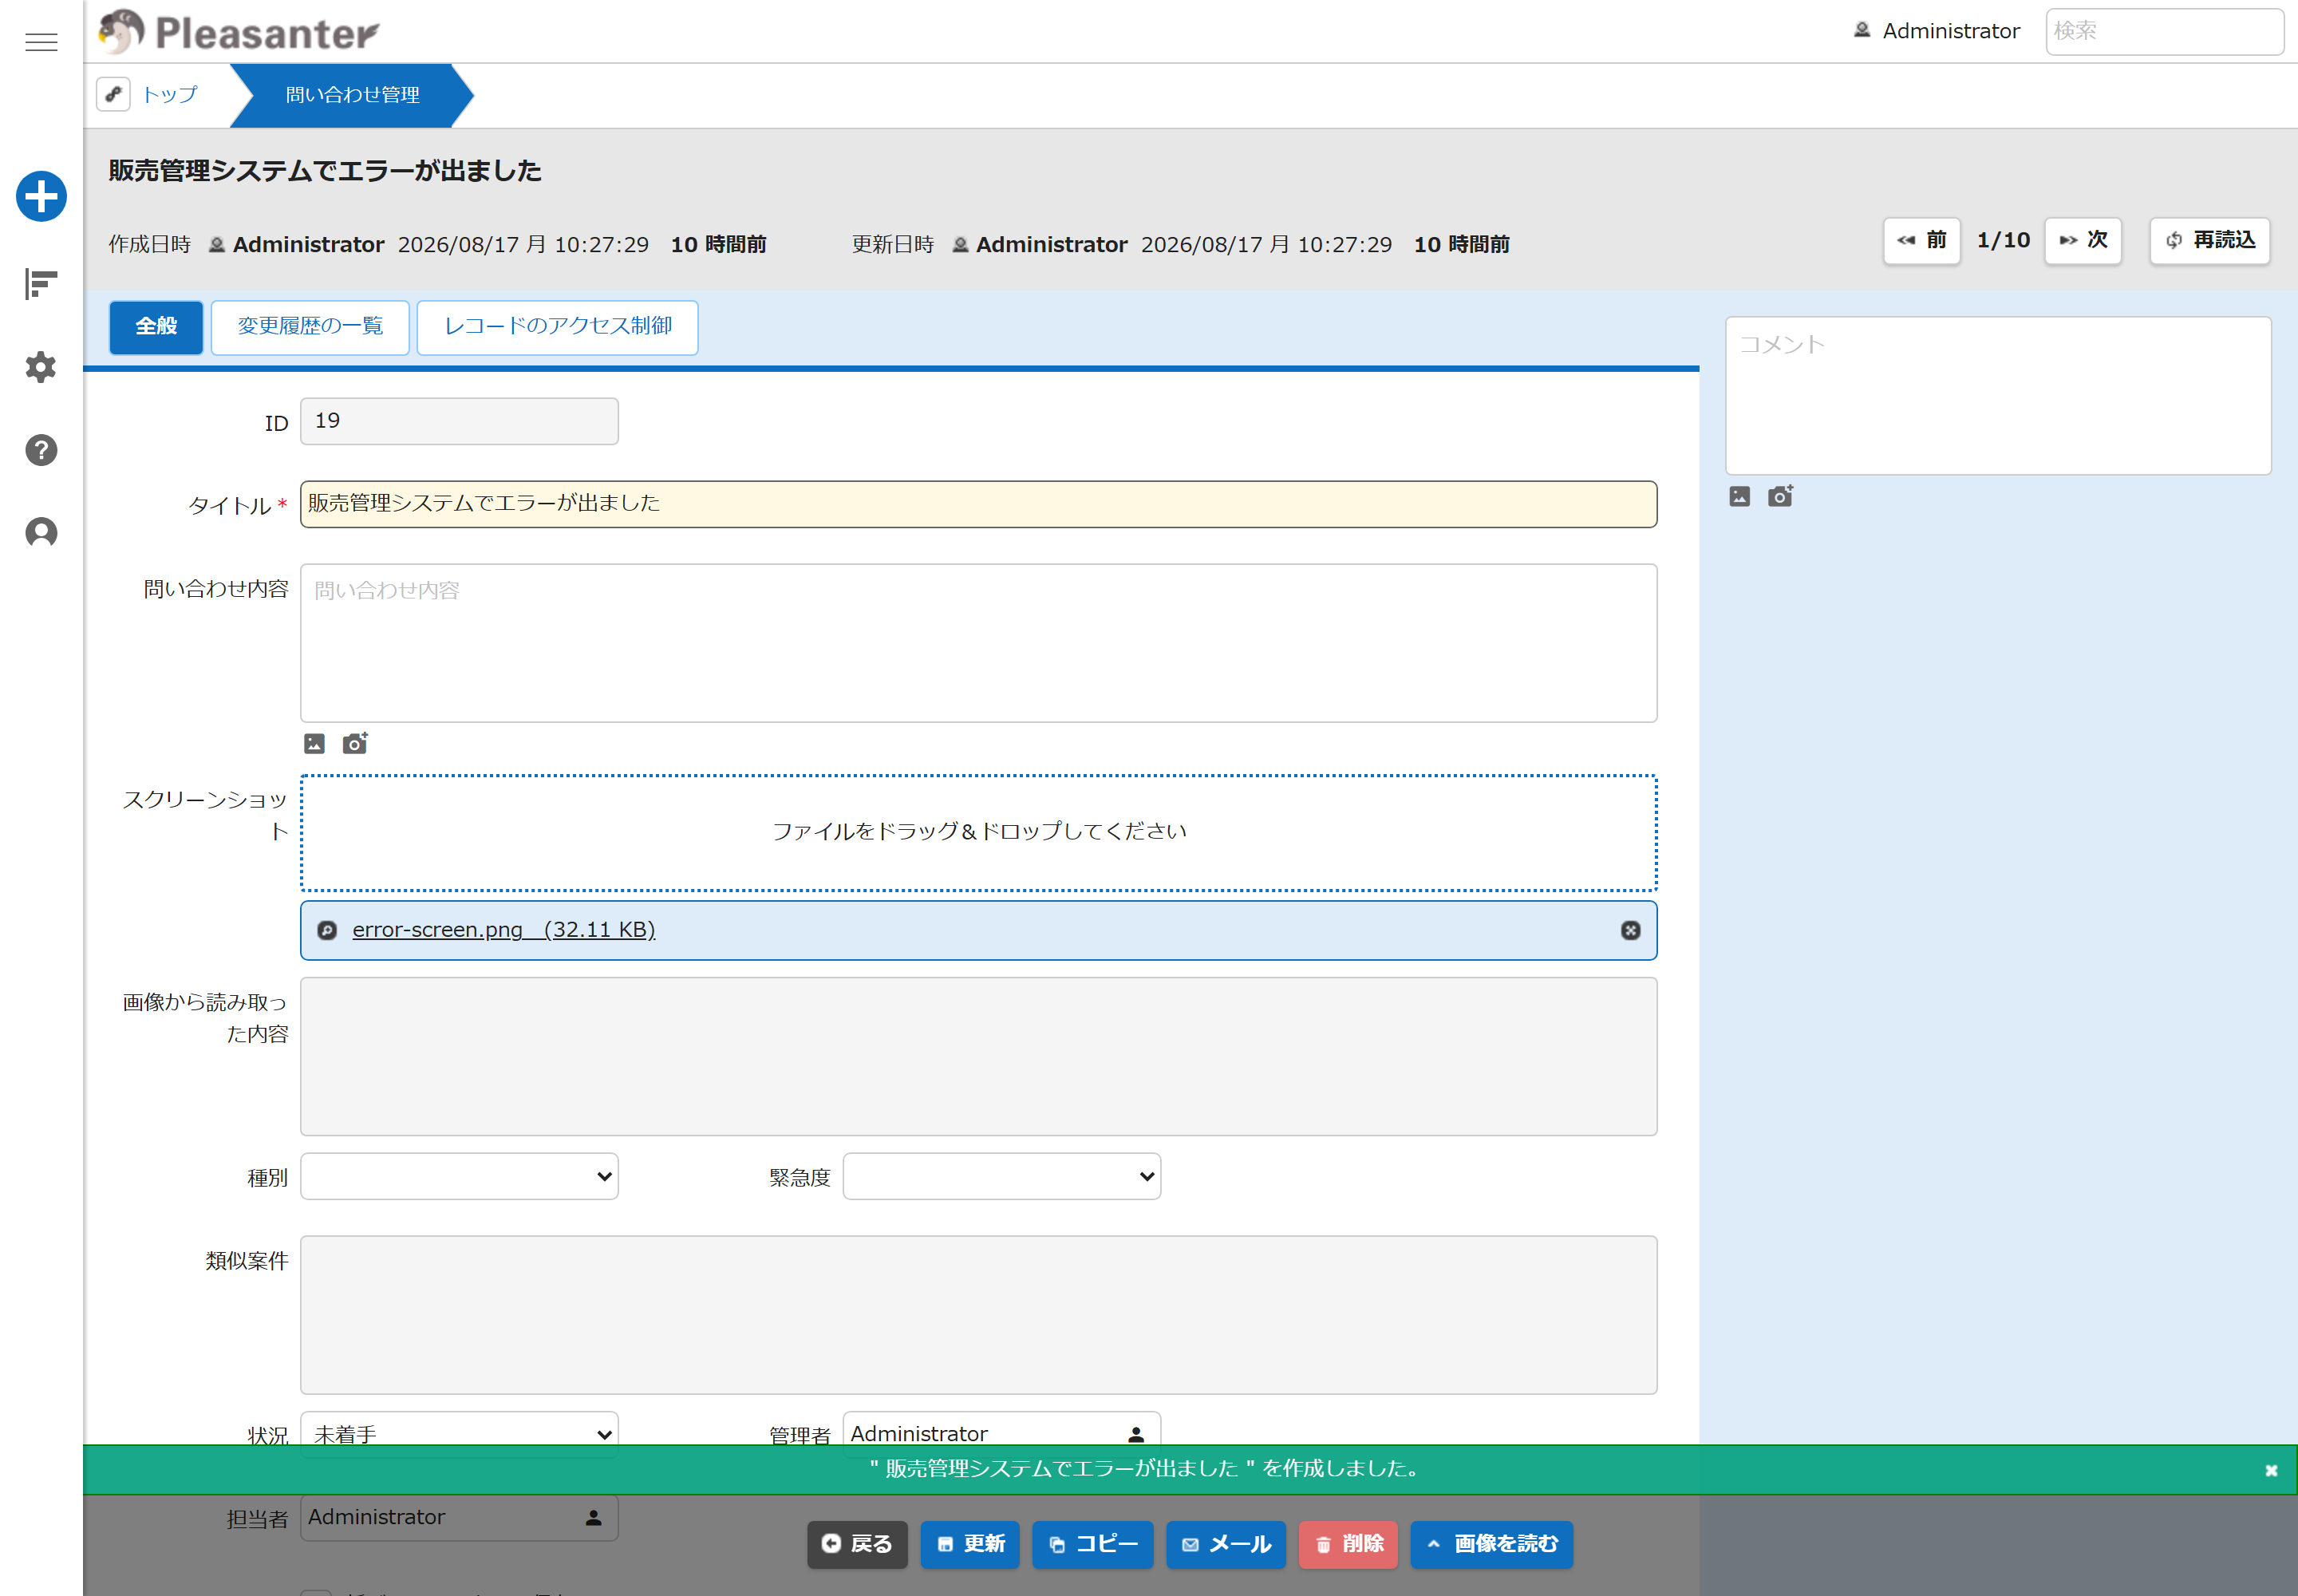 Pleasanter
Administrator
検索
トップ
問い合わせ管理
販売管理システムでエラーが出ました
作成日時 Administrator 2026/08/17 月 10:27:29 10 時間前
更新日時 Administrator 2026/08/17 月 10:27:29 10 時間前
前 1/10 次 再読込
全般 変更履歴の一覧 レコードのアクセス制御
コメント
ID 19
タイトル* 販売管理システムでエラーが出ました
問い合わせ内容 問い合わせ内容
スクリーンショッ
ト
ファイルをドラッグ＆ドロップしてください
error-screen.png (32.11 KB)
画像から読み取っ
た内容
種別 緊急度
類似案件
状況 未着手 管理者 Administrator
" 販売管理システムでエラーが出ました " を作成しました。
担当者 Administrator
戻る 更新 コピー メール 削除 画像を読む